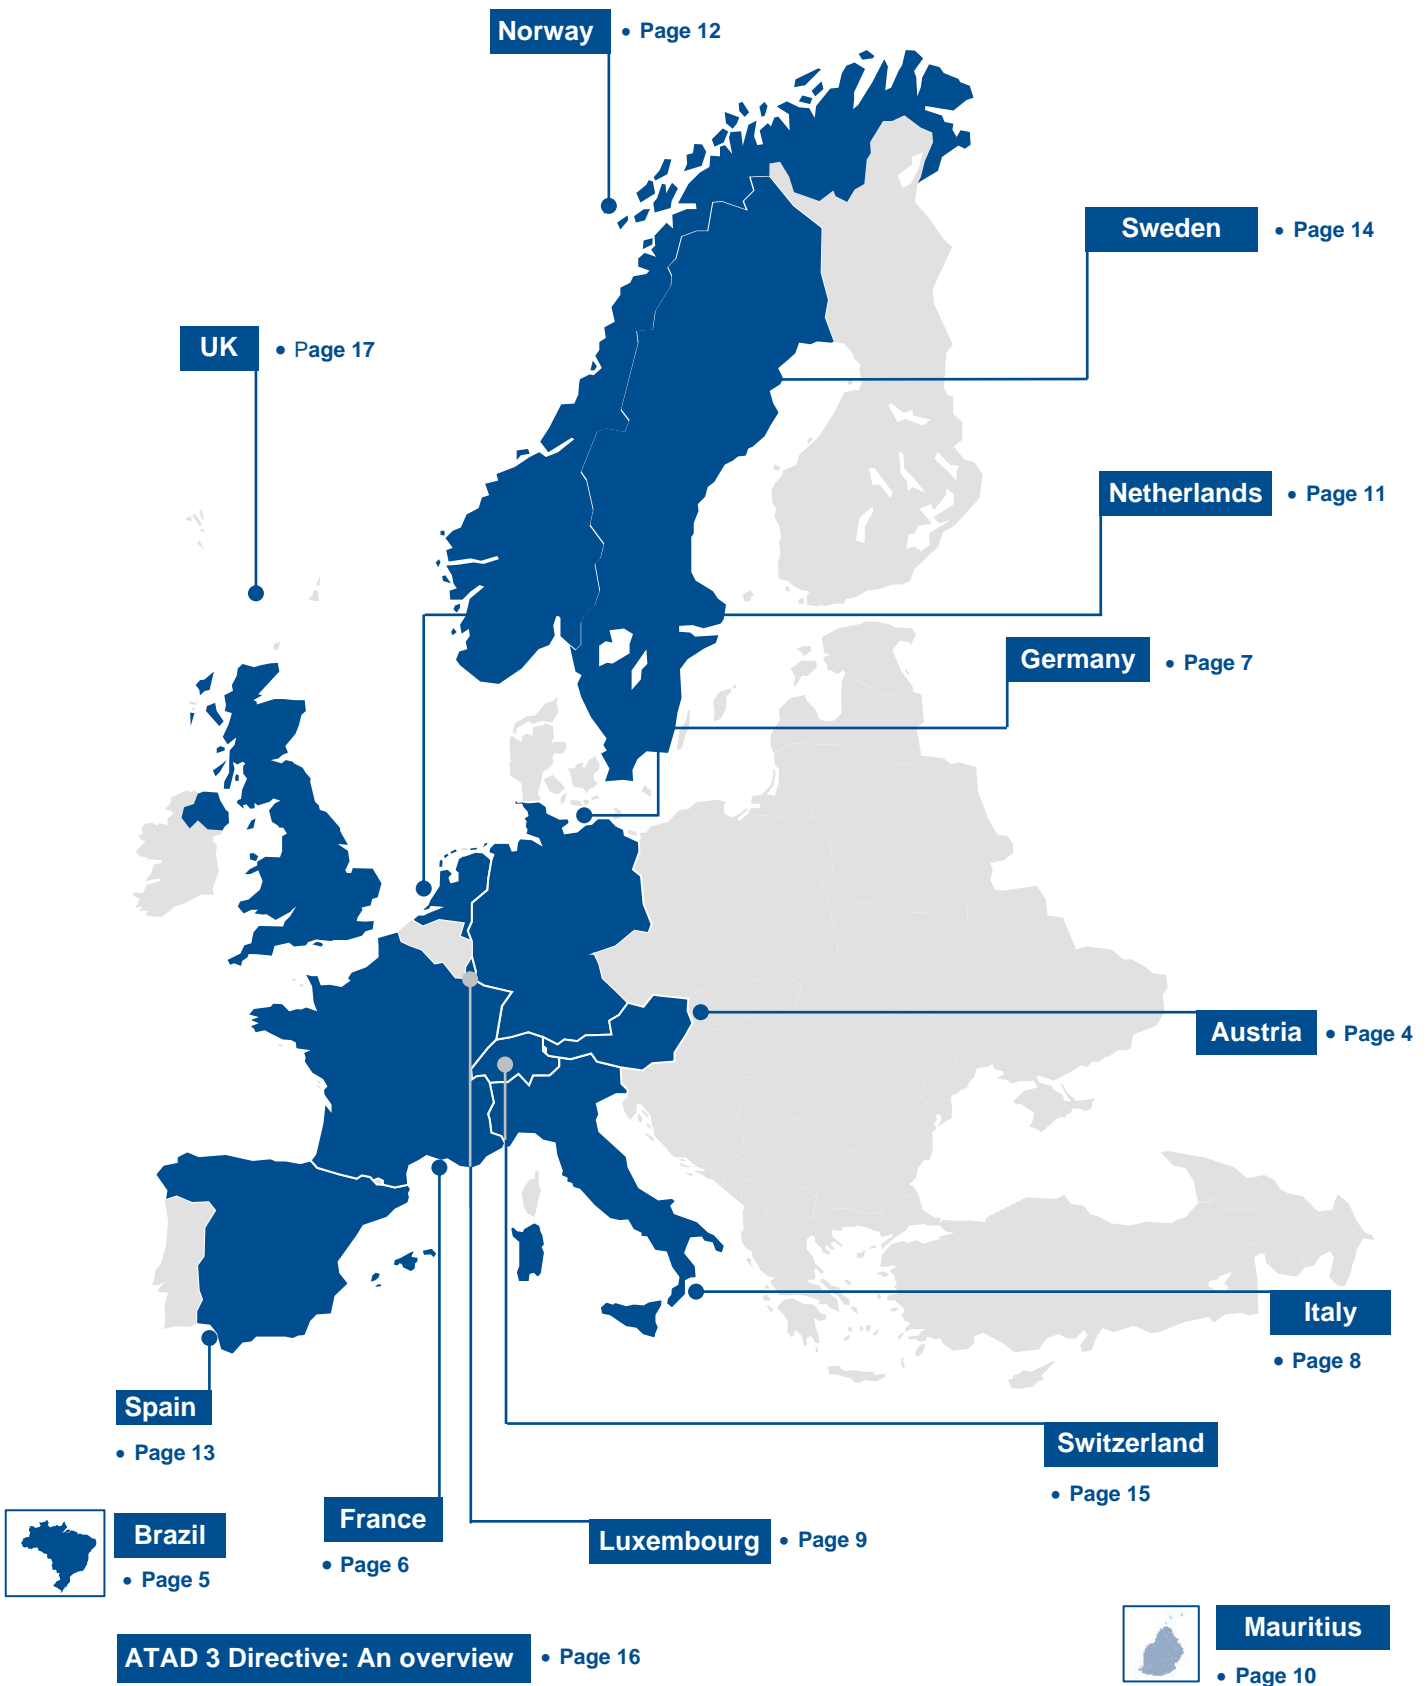 Norway • Page 12
Sweden • Page 14
UK • Page 17
Netherlands • Page 11
Germany • Page 7
Austria • Page 4
Italy
• Page 8
Spain
• Page 13
Switzerland
• Page 15
Brazil
• Page 5
France
• Page 6
Luxembourg • Page 9
Mauritius
• Page 10
ATAD 3 Directive: An overview • Page 16